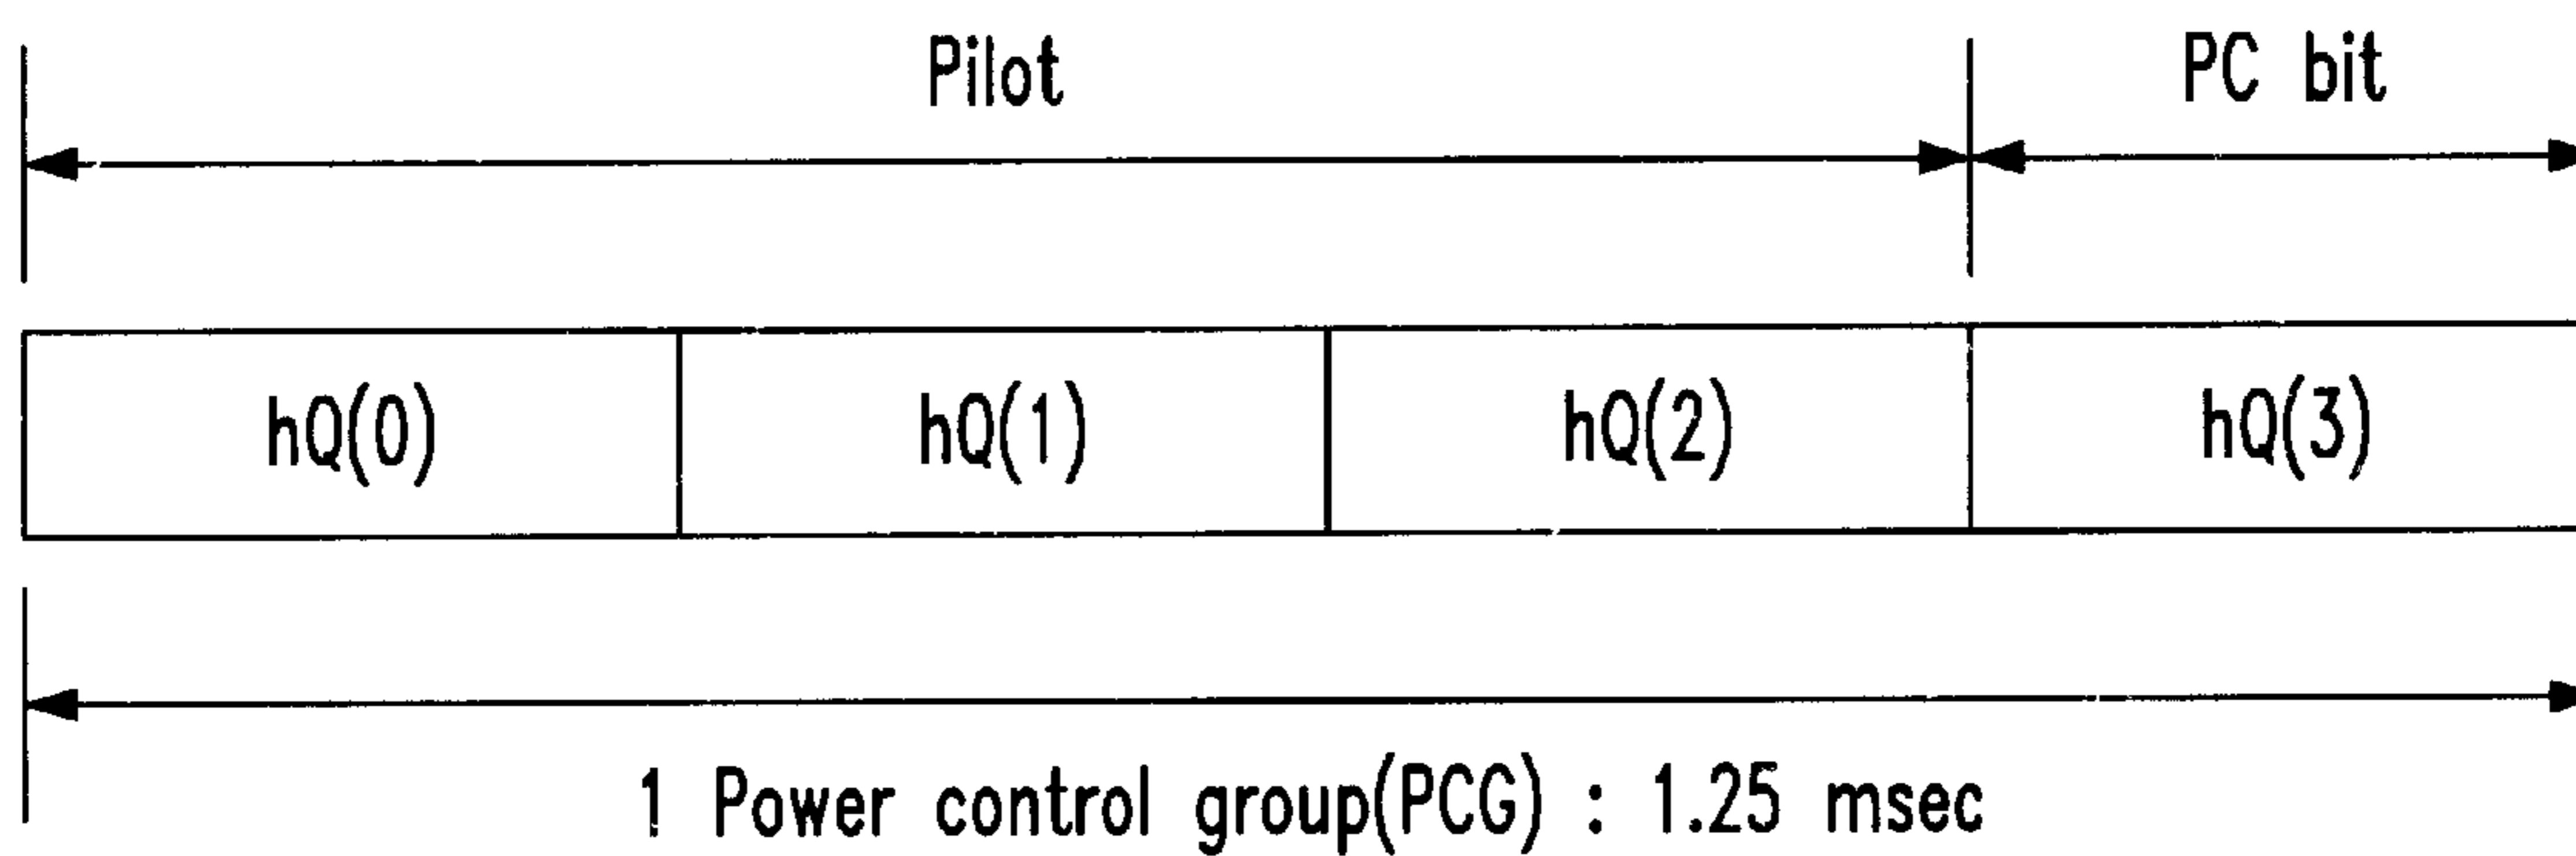 Pilot PC bit
hQ(0) hQ(1) hQ(2) hQ(3)
1 Power control group(PCG) : 1.25 msec